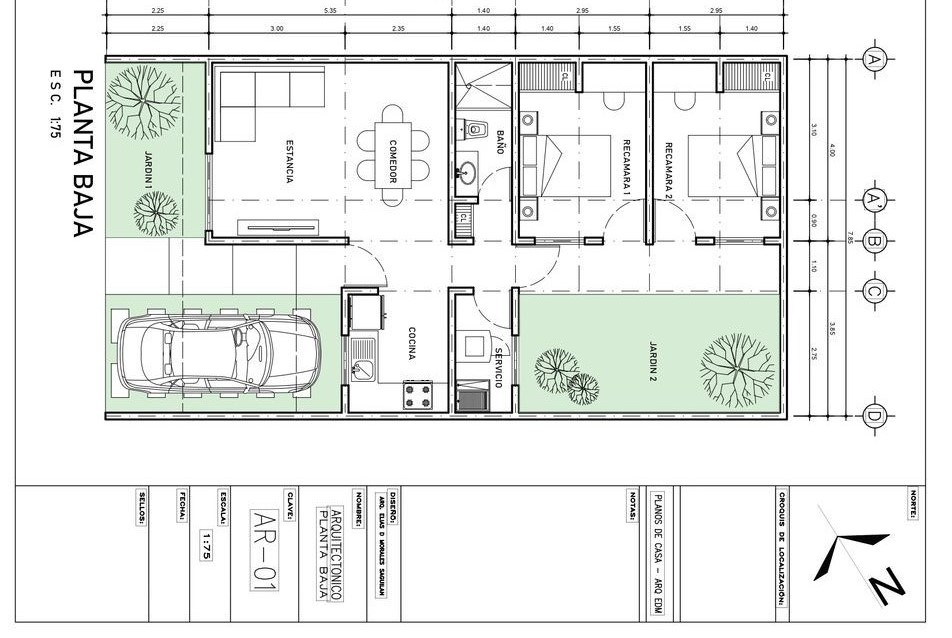 2.25 5.35 1.40 2.95 2.95
2.25 3.00 2.35 1.40 1.40 1.55 1.55 1.40
A
A'
B
C
D
3.10
0.90
1.10
2.75
4.00
3.85
7.85
PLANTA BAJA
ESC. 1:75
JARDIN 1
ESTANCIA
COMEDOR
BAÑO
CL
CL
CL
RECAMARA 1
RECAMARA 2
COCINA
SERVICIO
JARDIN 2
NORTE:
N
CROQUIS DE LOCALIZACIÓN:
PLANOS DE CASA - ARQ EDM
NOTAS:
DISEÑO:
ARQ. ELIAS D MORALES SAGUILAN
NOMBRE:
ARQUITECTONICO
PLANTA BAJA
CLAVE:
AR-01
ESCALA:
1:75
FECHA:
SELLOS: